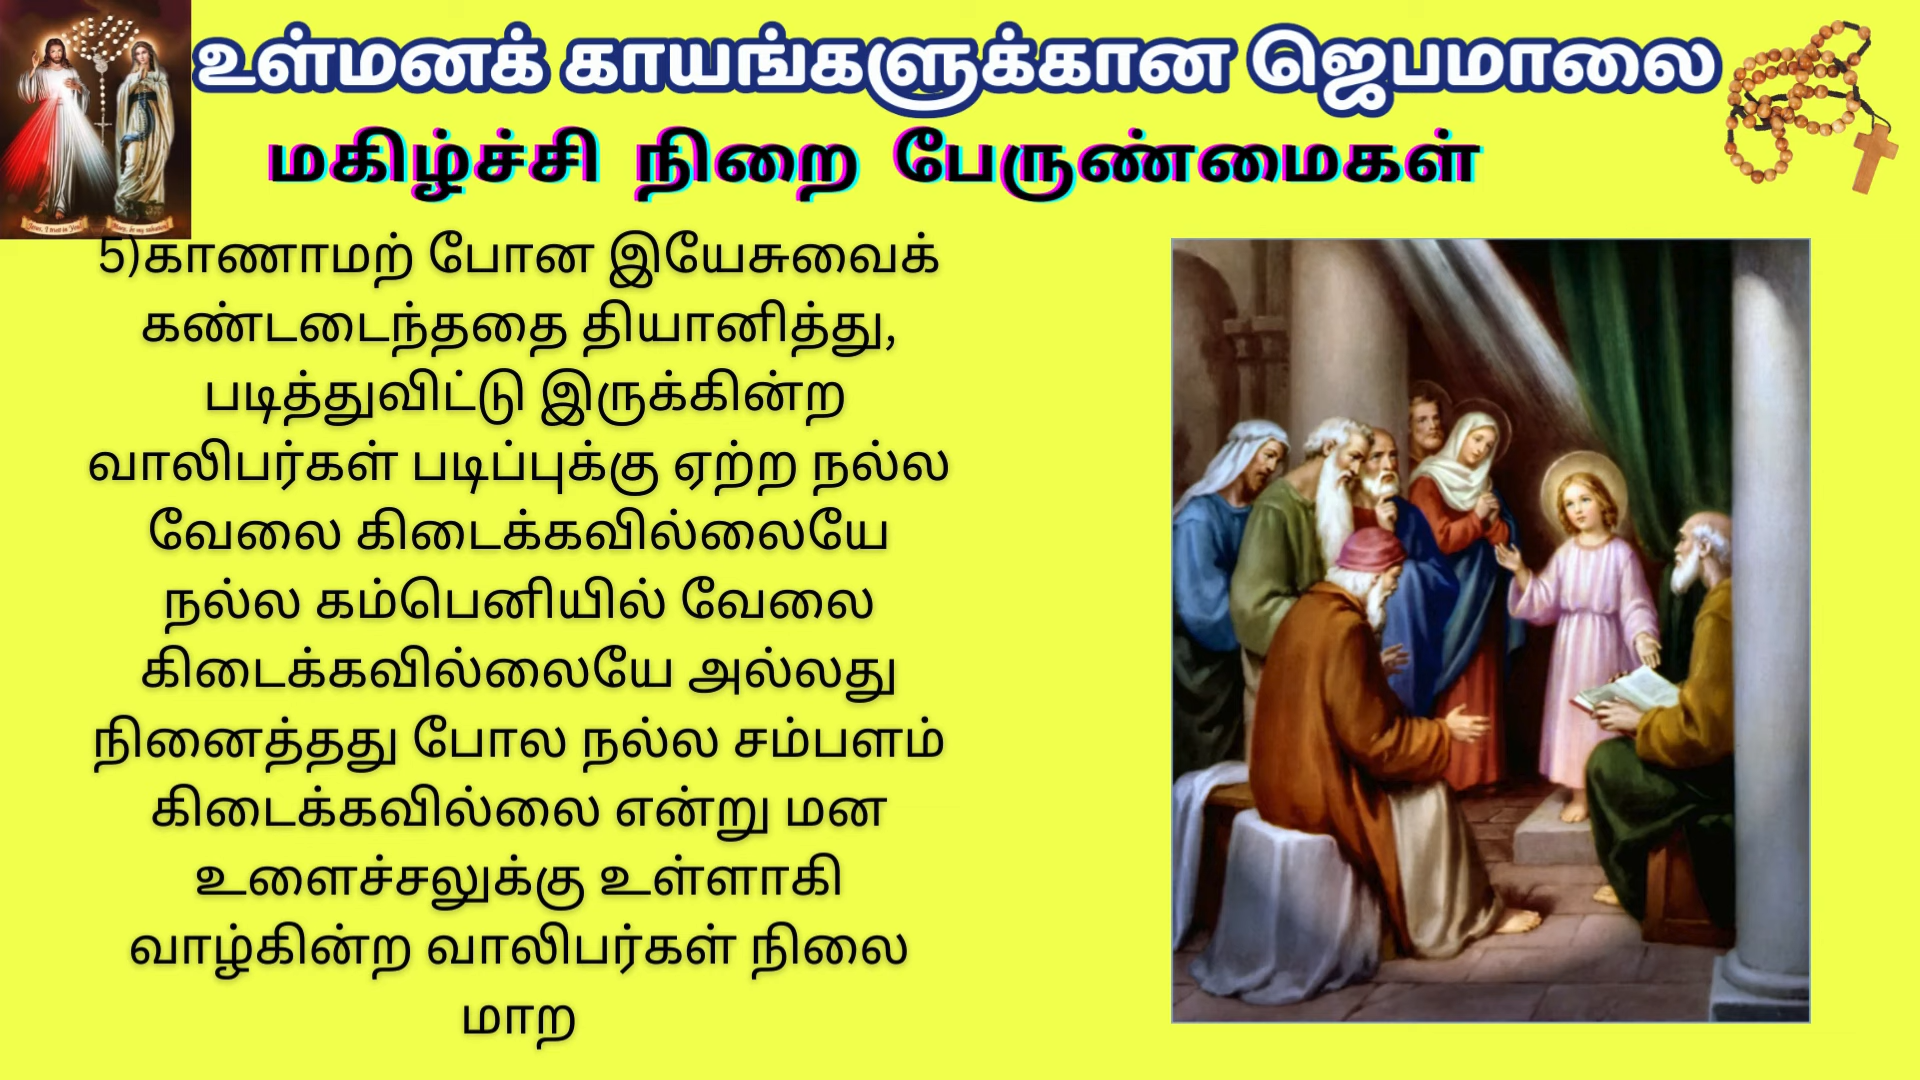 உள்மனக் காயங்களுக்கான ஜெபமாலை
மகிழ்ச்சி நிறை பேருண்மைகள்
5)காணாமற் போன இயேசுவைக்
கண்டடைந்ததை தியானித்து,
படித்துவிட்டு இருக்கின்ற
வாலிபர்கள் படிப்புக்கு ஏற்ற நல்ல
வேலை கிடைக்கவில்லையே
நல்ல கம்பெனியில் வேலை
கிடைக்கவில்லையே அல்லது
நினைத்தது போல நல்ல சம்பளம்
கிடைக்கவில்லை என்று மன
உளைச்சலுக்கு உள்ளாகி
வாழ்கின்ற வாலிபர்கள் நிலை
மாற